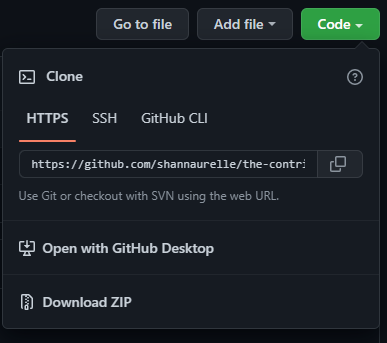 Go to file Add file Code
Clone
HTTPS SSH GitHub CLI
https://github.com/shannaurelle/the-contri
Use Git or checkout with SVN using the web URL.
Open with GitHub Desktop
Download ZIP